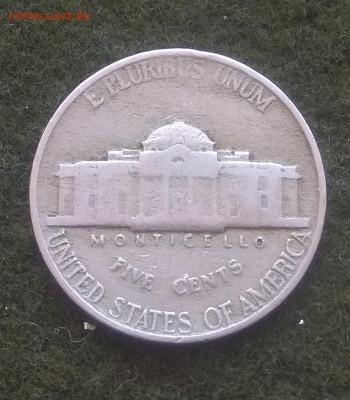 E PLURIBUS UNUM
MONTICELLO
FIVE CENTS
UNITED STATES OF AMERICA